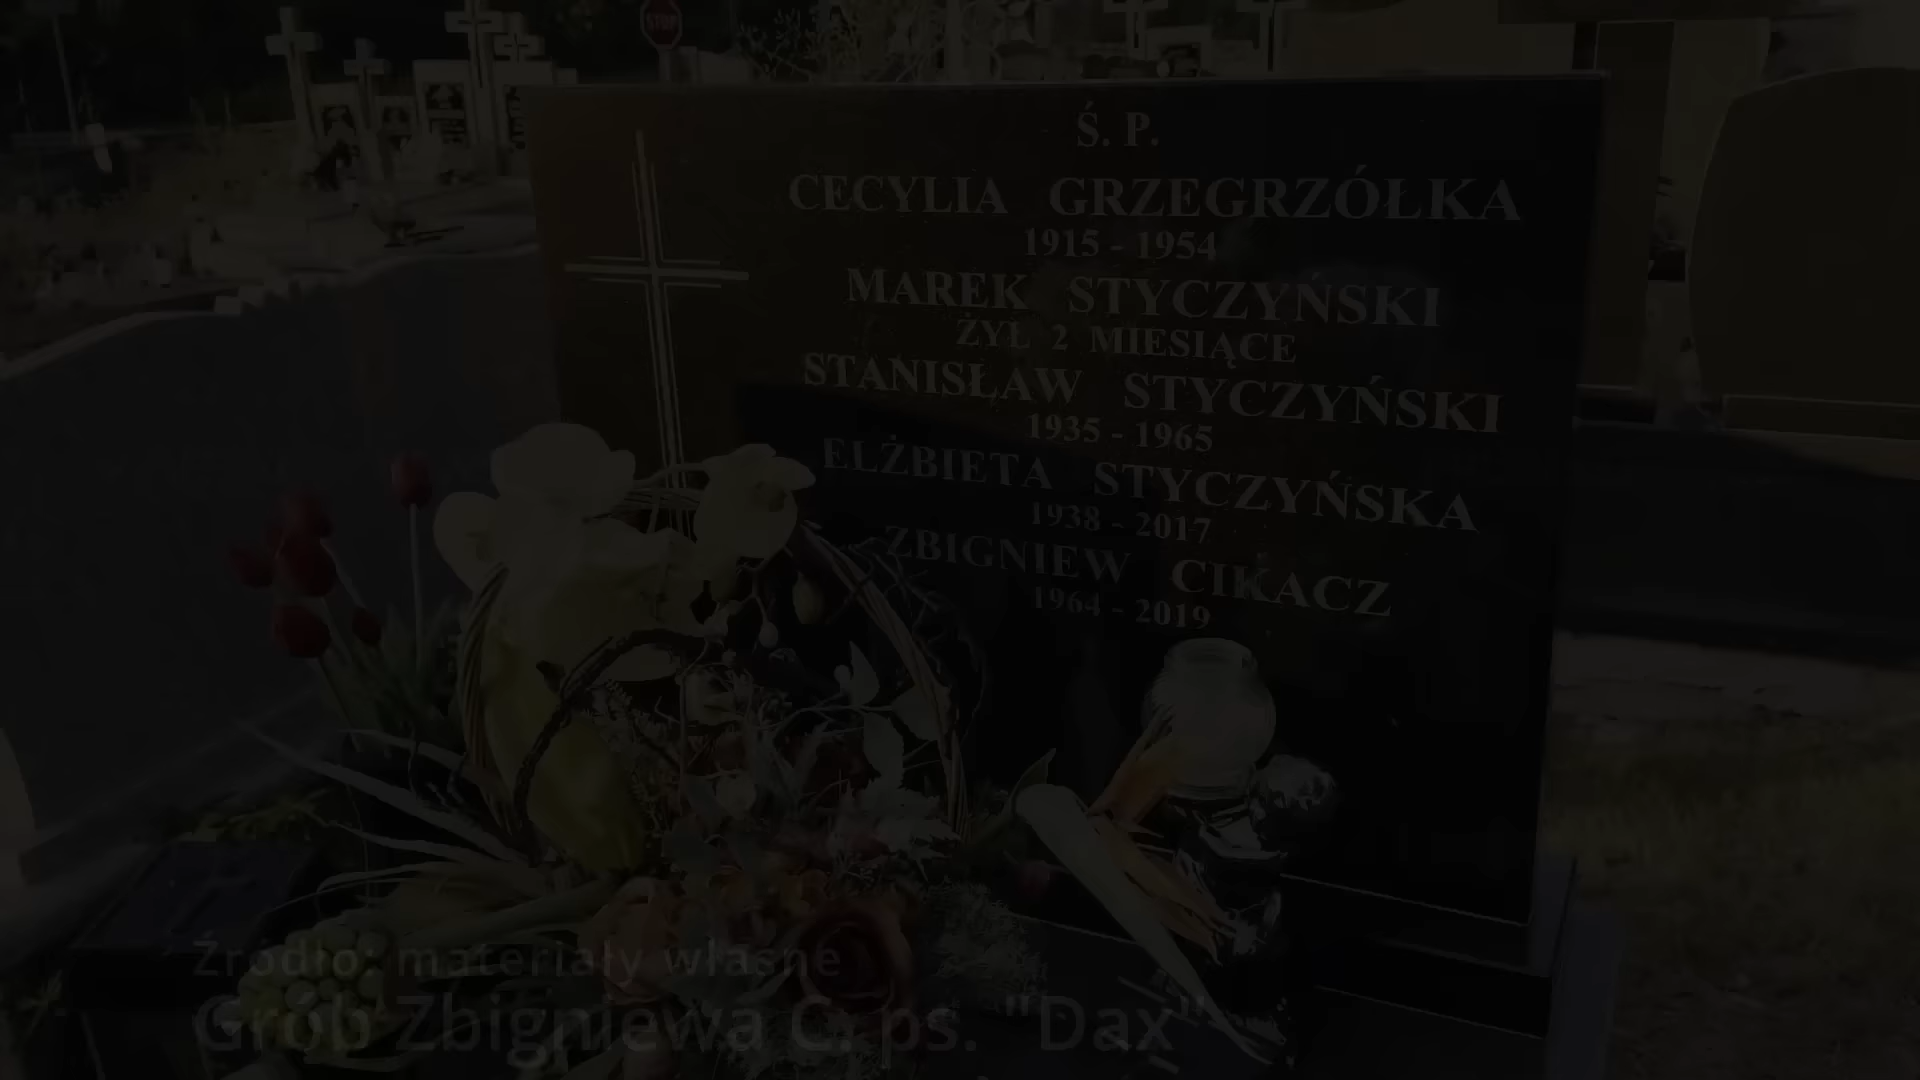 STOP
Ś. P.
CECYLIA GRZEGRZÓŁKA
1915 - 1954
MAREK STYCZYŃSKI
ŻYŁ 2 MIESIĄCE
STANISŁAW STYCZYŃSKI
1935 - 1965
ELŻBIETA STYCZYŃSKA
1938 - 2017
ZBIGNIEW CIKACZ
1964 - 2019
Źródło: materiały własne
Grób Zbigniewa C. ps. "Dax"